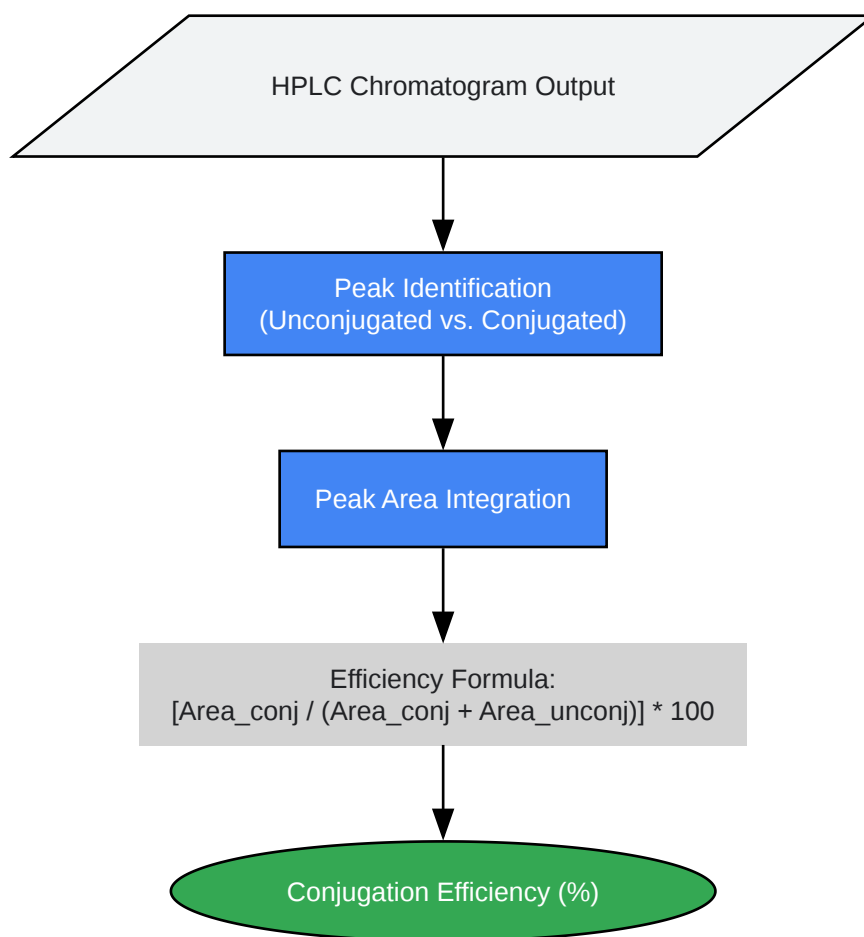 HPLC Chromatogram Output
Peak Identification
(Unconjugated vs. Conjugated)
Peak Area Integration
Efficiency Formula:
[Area_conj / (Area_conj + Area_unconj)] * 100
Conjugation Efficiency (%)